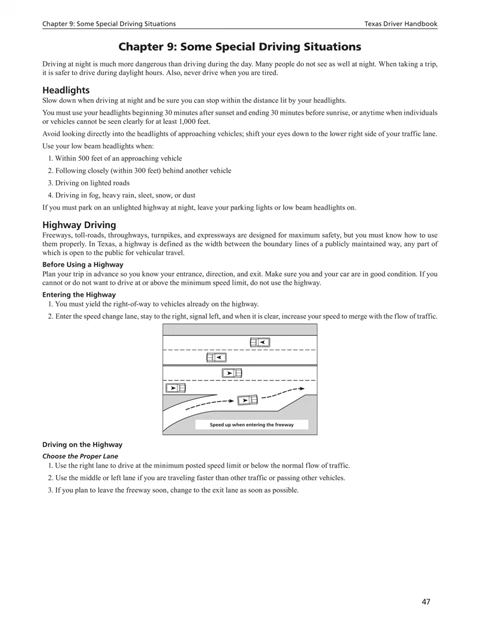 Chapter 9: Some Special Driving Situations
Texas Driver Handbook
Chapter 9: Some Special Driving Situations
Driving at night is much more dangerous than driving during the day. Many people do not see as well at night. When taking a trip,
it is safer to drive during daylight hours. Also, never drive when you are tired.
Headlights
Slow down when driving at night and be sure you can stop within the distance lit by your headlights.
You must use your headlights beginning 30 minutes after sunset and ending 30 minutes before sunrise, or anytime when individuals
or vehicles cannot be seen clearly for at least 1,000 feet.
Avoid looking directly into the headlights of approaching vehicles; shift your eyes down to the lower right side of your traffic lane.
Use your low beam headlights when:
1. Within 500 feet of an approaching vehicle
2. Following closely (within 300 feet) behind another vehicle
3. Driving on lighted roads
4. Driving in fog, heavy rain, sleet, snow, or dust
If you must park on an unlighted highway at night, leave your parking lights or low beam headlights on.
Highway Driving
Freeways, toll-roads, throughways, turnpikes, and expressways are designed for maximum safety, but you must know how to use
them properly. In Texas, a highway is defined as the width between the boundary lines of a publicly maintained way, any part of
which is open to the public for vehicular travel.
Before Using a Highway
Plan your trip in advance so you know your entrance, direction, and exit. Make sure you and your car are in good condition. If you
cannot or do not want to drive at or above the minimum speed limit, do not use the highway.
Entering the Highway
1. You must yield the right-of-way to vehicles already on the highway.
2. Enter the speed change lane, stay to the right, signal left, and when it is clear, increase your speed to merge with the flow of traffic.
Speed up when entering the freeway
Driving on the Highway
Choose the Proper Lane
1. Use the right lane to drive at the minimum posted speed limit or below the normal flow of traffic.
2. Use the middle or left lane if you are traveling faster than other traffic or passing other vehicles.
3. If you plan to leave the freeway soon, change to the exit lane as soon as possible.
47